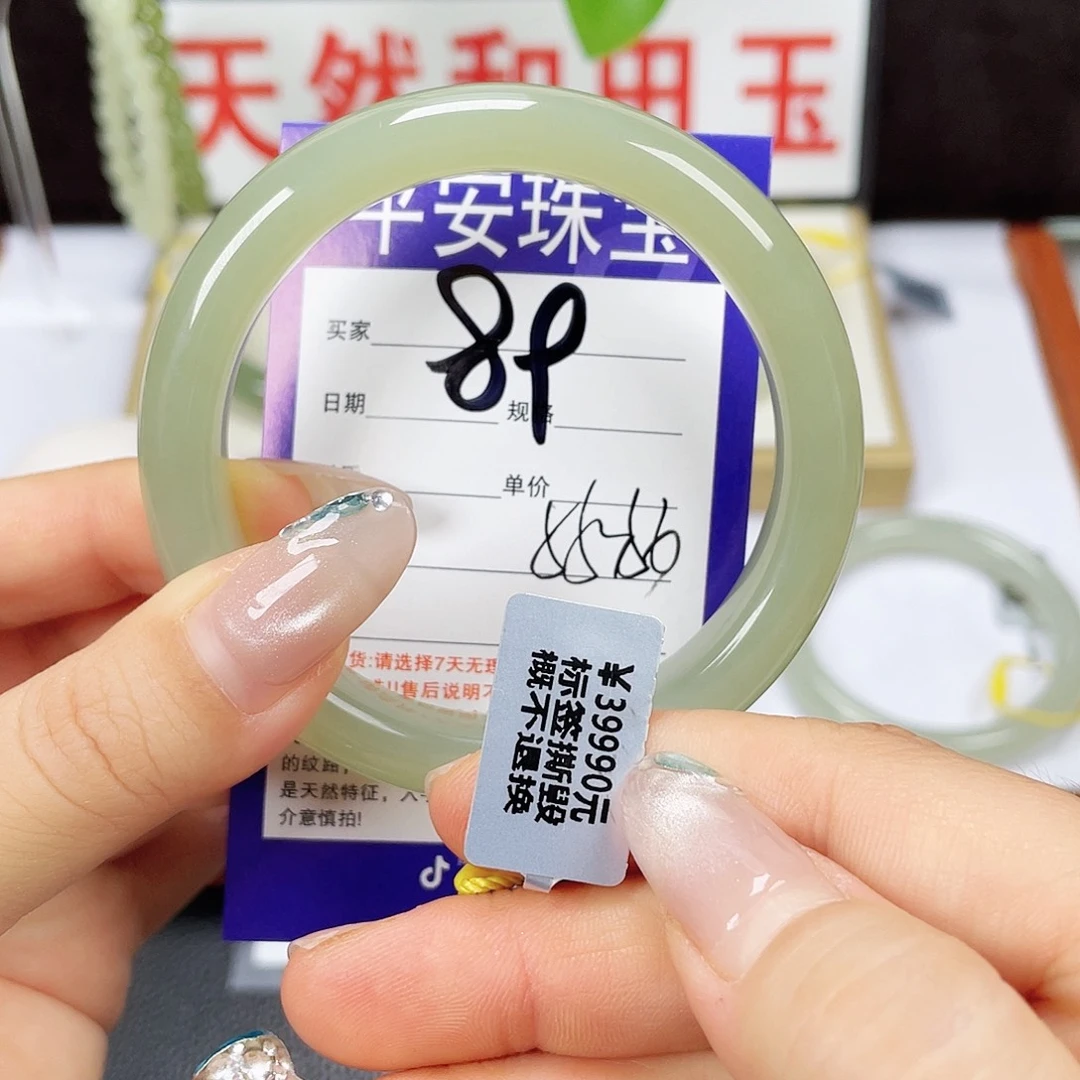 天然和田玉
平安珠宝
买家
日期 规格
单价
货:请选择7天无理
售后说明不
的纹路,
是天然特征,
介意慎拍!
¥39990元
标签撕毁
概不退换